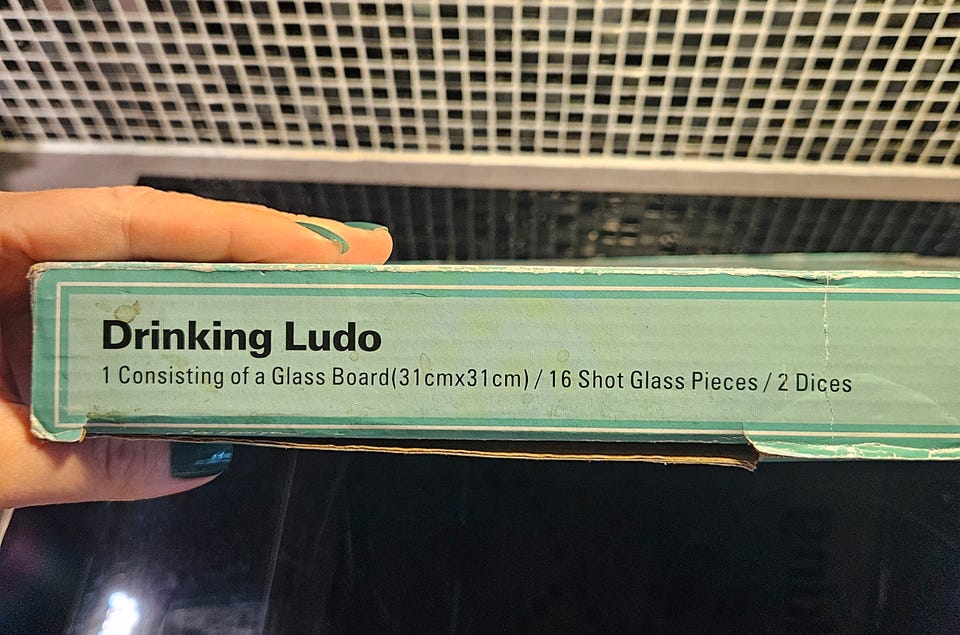 Drinking Ludo
1 Consisting of a Glass Board(31cmx31cm) / 16 Shot Glass Pieces / 2 Dices